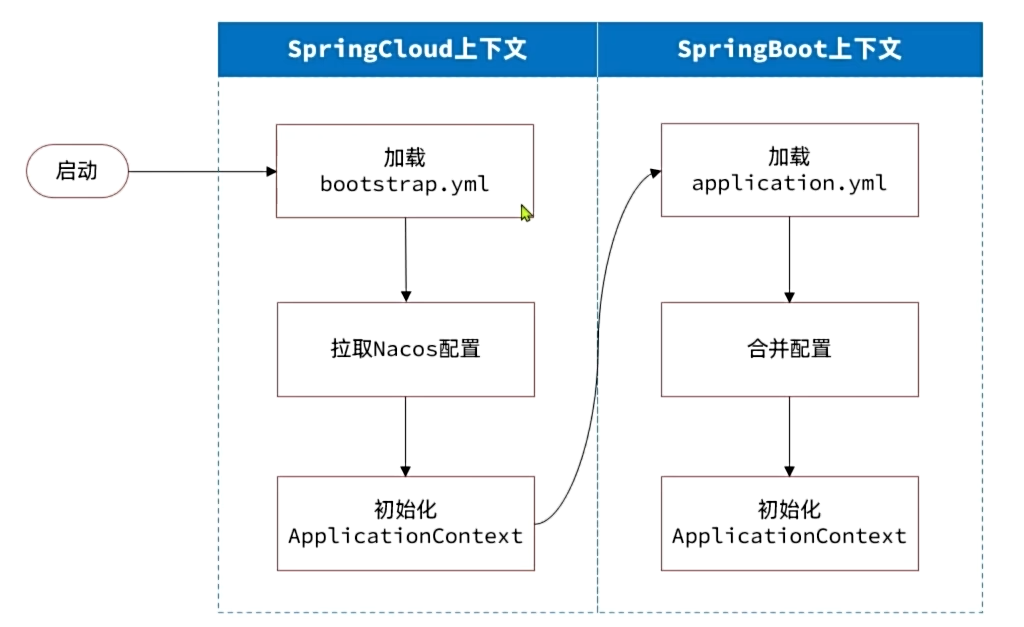 SpringCloud上下文
SpringBoot上下文
启动
加载
bootstrap.yml
拉取Nacos配置
初始化
ApplicationContext
加载
application.yml
合并配置
初始化
ApplicationContext